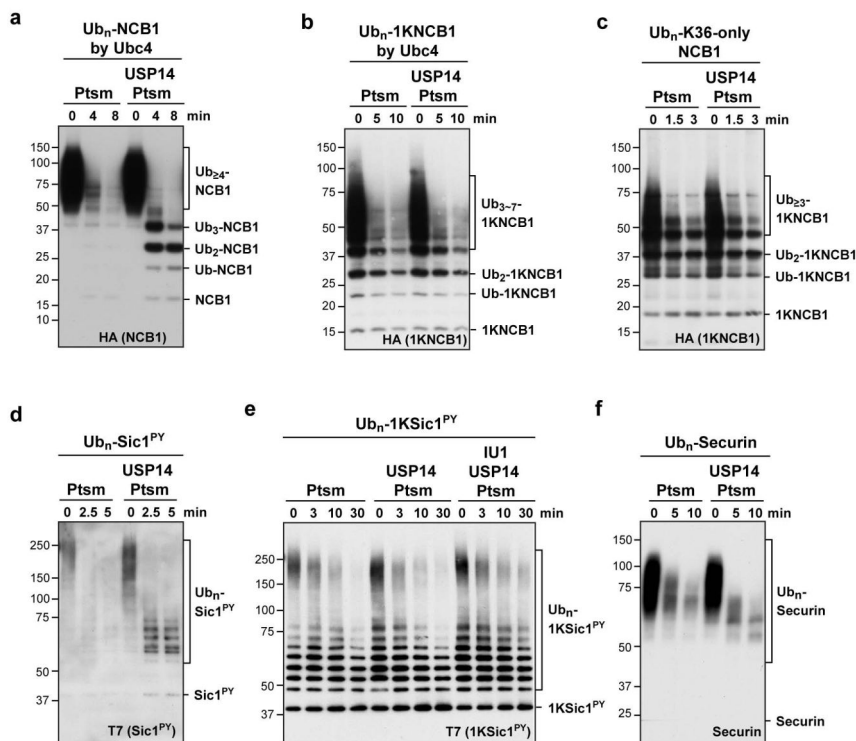 a
Ubn-NCB1
by Ubc4
USP14
Ptsm Ptsm
0 4 8 0 4 8 min
150
100
75
50
37
25
20
15
10
Ub≥4-
NCB1
Ub3-NCB1
Ub2-NCB1
Ub-NCB1
NCB1
HA (NCB1)
b
Ubn-1KNCB1
by Ubc4
USP14
Ptsm Ptsm
0 5 10 0 5 10 min
150
100
75
50
37
25
20
15
Ub3~7-
1KNCB1
Ub2-1KNCB1
Ub-1KNCB1
1KNCB1
HA (1KNCB1)
c
Ubn-K36-only
NCB1
USP14
Ptsm Ptsm
0 1.5 3 0 1.5 3 min
150
100
75
50
37
25
20
15
Ub≥3-
1KNCB1
Ub2-1KNCB1
Ub-1KNCB1
1KNCB1
HA (1KNCB1)
d
Ubn-Sic1PY
USP14
Ptsm Ptsm
0 2.5 5 0 2.5 5 min
250
150
100
75
50
37
Ubn-
Sic1PY
Sic1PY
T7 (Sic1PY)
e
Ubn-1KSic1PY
IU1
USP14 USP14
Ptsm Ptsm Ptsm
0 3 10 30 0 3 10 30 0 3 10 30 min
250
150
100
75
50
37
Ubn-
1KSic1PY
1KSic1PY
T7 (1KSic1PY)
f
Ubn-Securin
USP14
Ptsm Ptsm
0 5 10 0 5 10 min
150
100
75
50
37
25
Ubn-
Securin
Securin
Securin